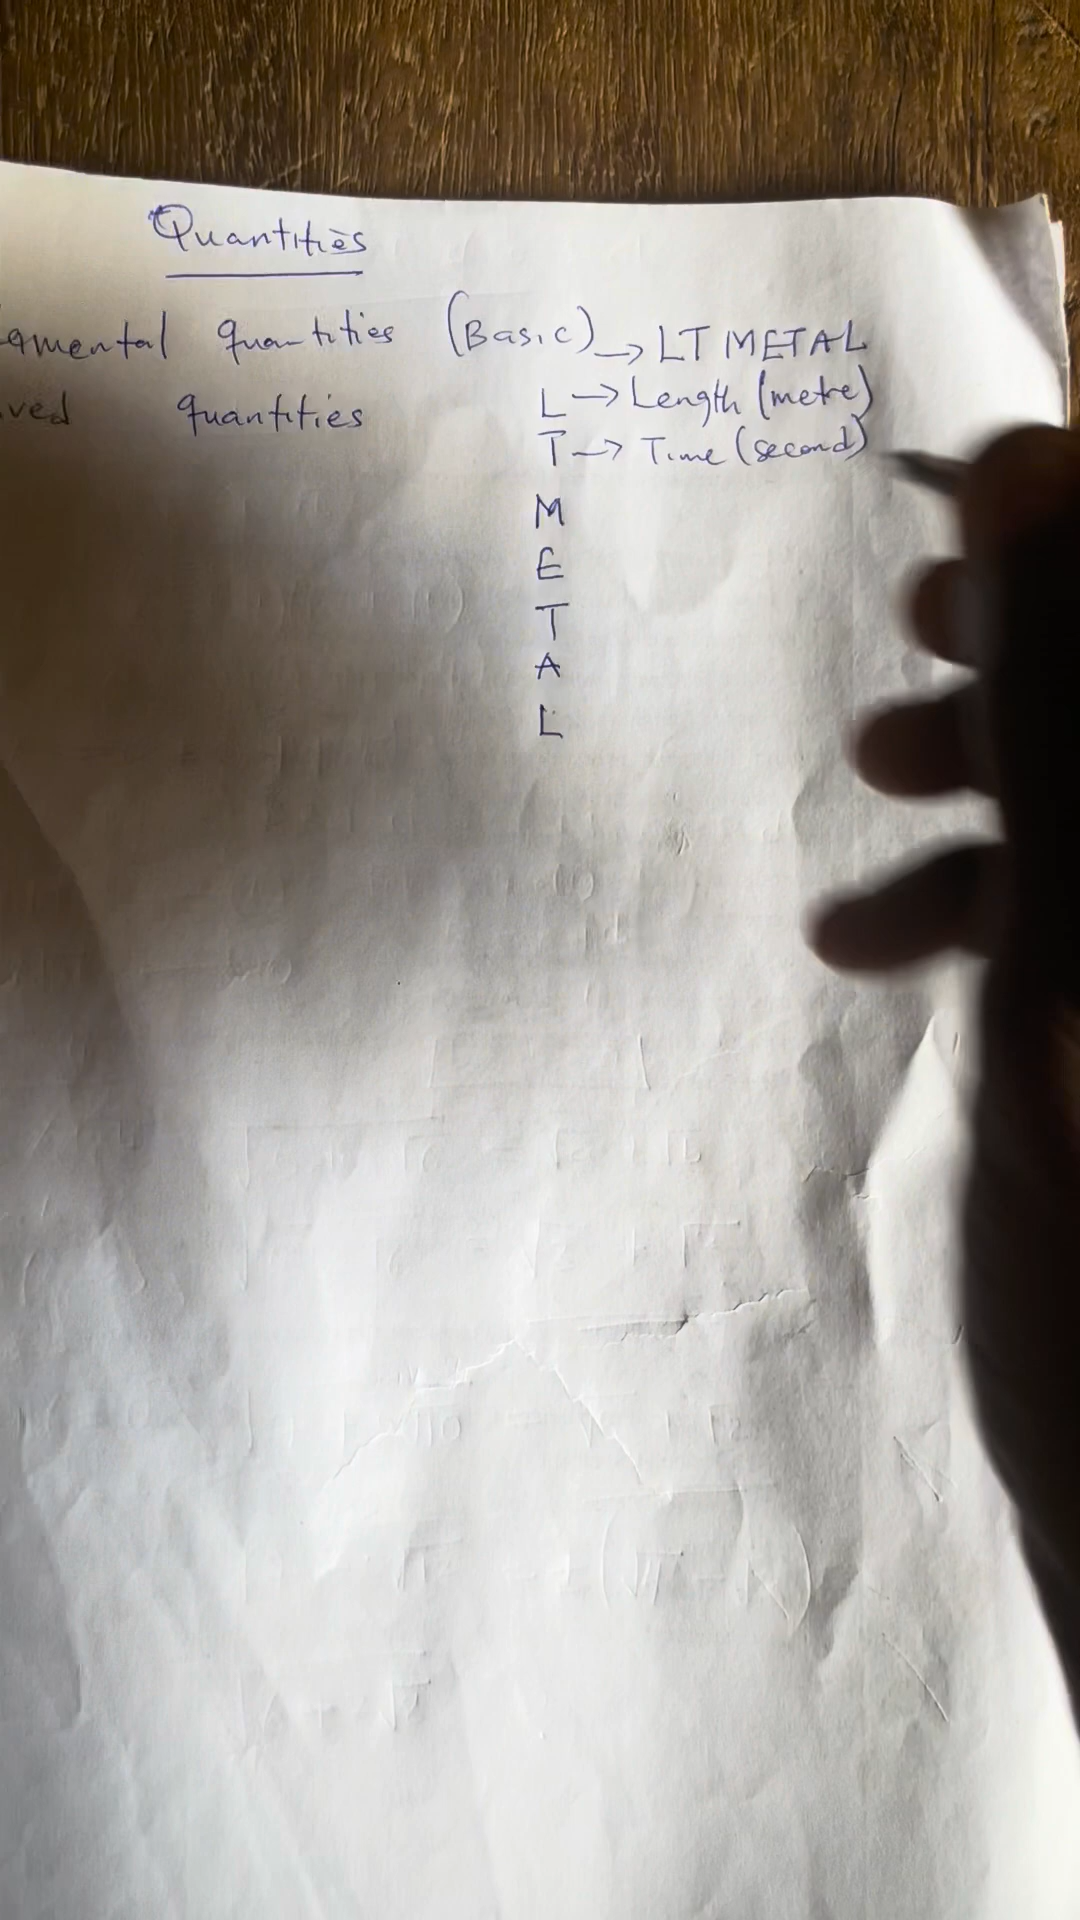 Quantities
amental quantities (Basic) → LT METAL
ved quantities
L → Length (metre)
T → Time (second)
M
E
T
A
L